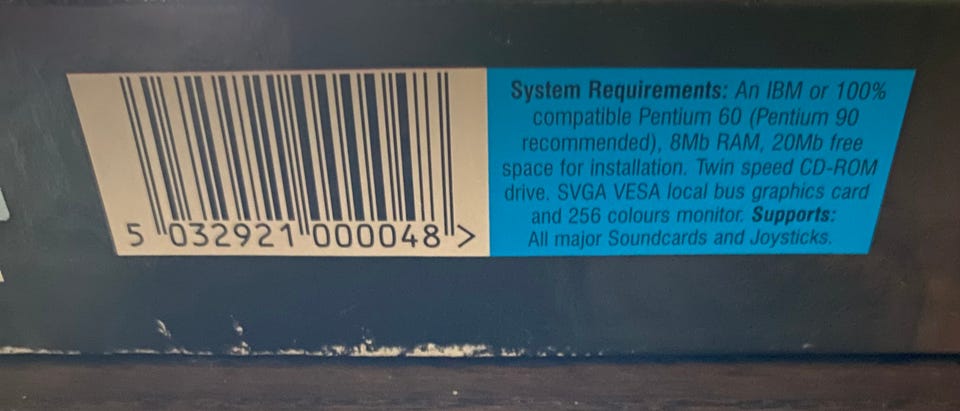 5 032921 000048 >
System Requirements: An IBM or 100%
compatible Pentium 60 (Pentium 90
recommended), 8Mb RAM, 20Mb free
space for installation. Twin speed CD-ROM
drive. SVGA VESA local bus graphics card
and 256 colours monitor. Supports:
All major Soundcards and Joysticks.